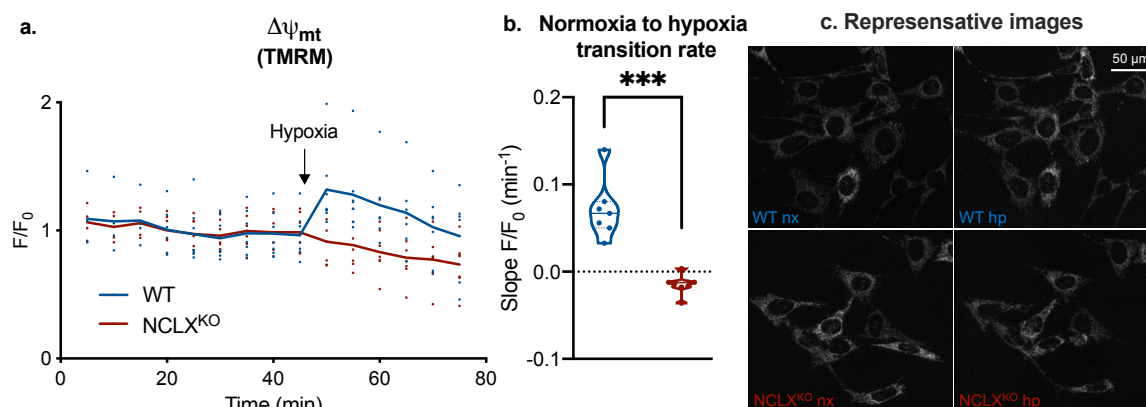 a.
Δψmt
(TMRM)
2
1
0
F/F0
Hypoxia
WT
NCLXKO
0
20
40
60
80
Time (min)
b. Normoxia to hypoxia
transition rate
***
0.2
0.1
0.0
-0.1
Slope F/F0 (min-1)
c. Represensative images
50 µm
WT nx
WT hp
NCLXKO nx
NCLXKO hp